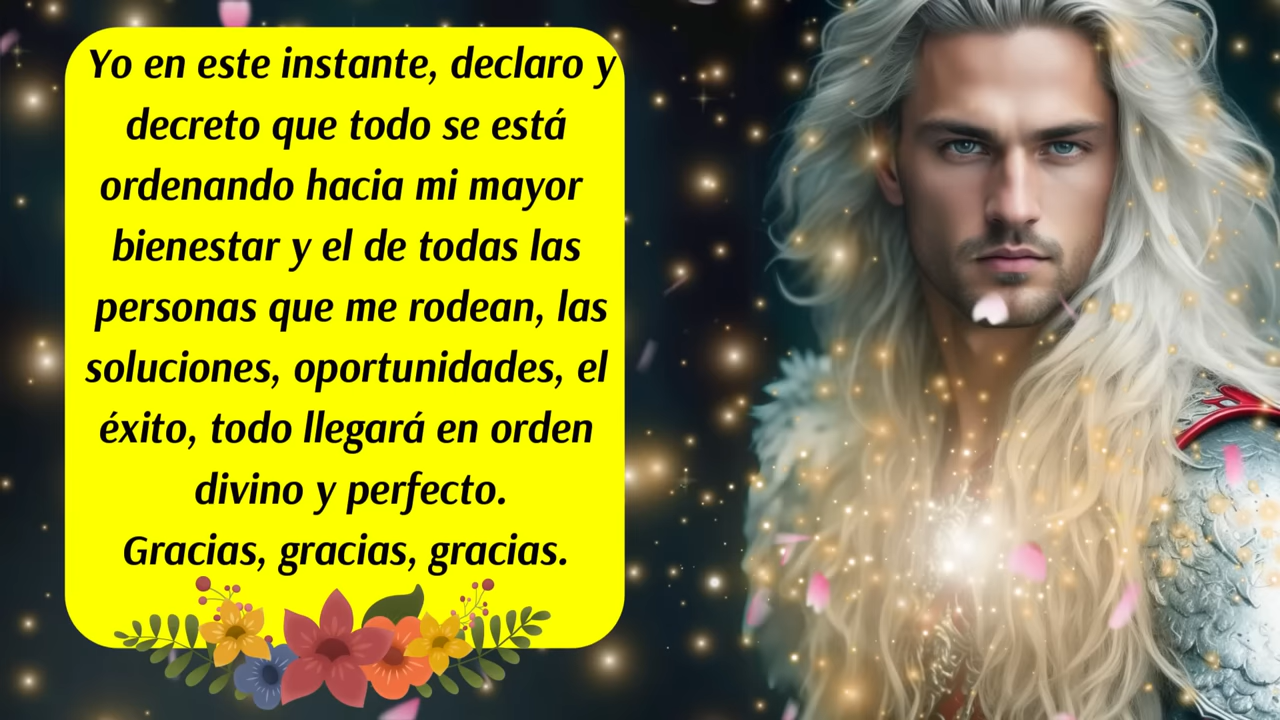 Yo en este instante, declaro y
decreto que todo se está
ordenando hacia mi mayor
bienestar y el de todas las
personas que me rodean, las
soluciones, oportunidades, el
éxito, todo llegará en orden
divino y perfecto.
Gracias, gracias, gracias.